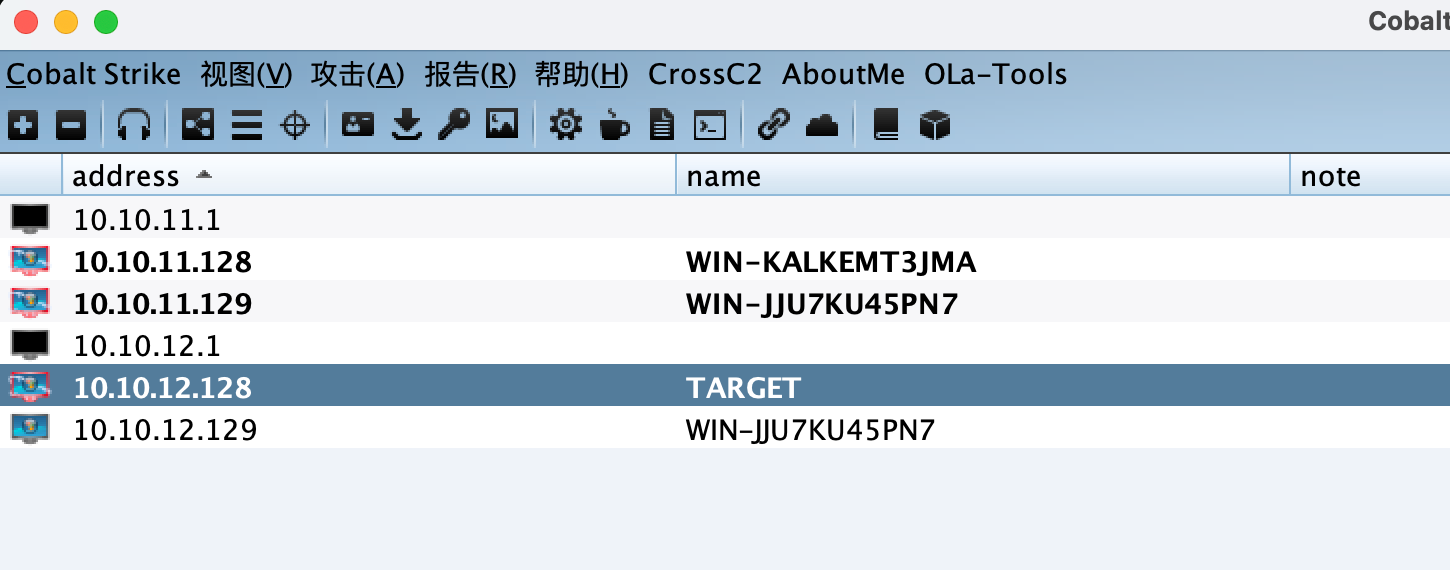 Cobalt
Cobalt Strike 视图(V) 攻击(A) 报告(R) 帮助(H) CrossC2 AboutMe OLa-Tools
address name note
10.10.11.1
10.10.11.128 WIN-KALKEMT3JMA
10.10.11.129 WIN-JJU7KU45PN7
10.10.12.1
10.10.12.128 TARGET
10.10.12.129 WIN-JJU7KU45PN7